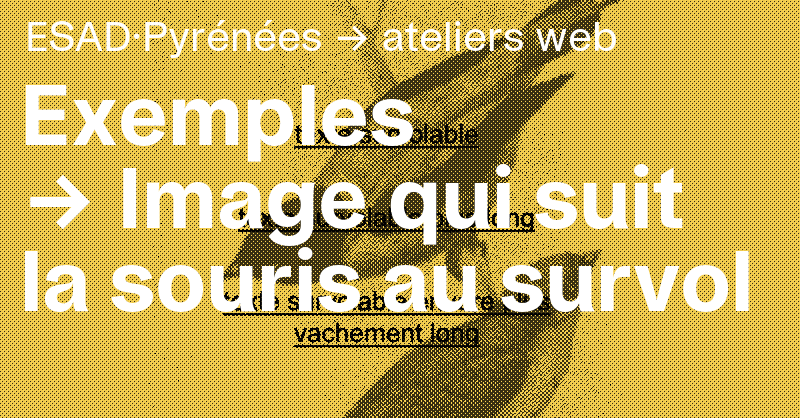 ESAD·Pyrénées → ateliers web
Exemples
→ Image qui suit
la souris au survol
vachement long